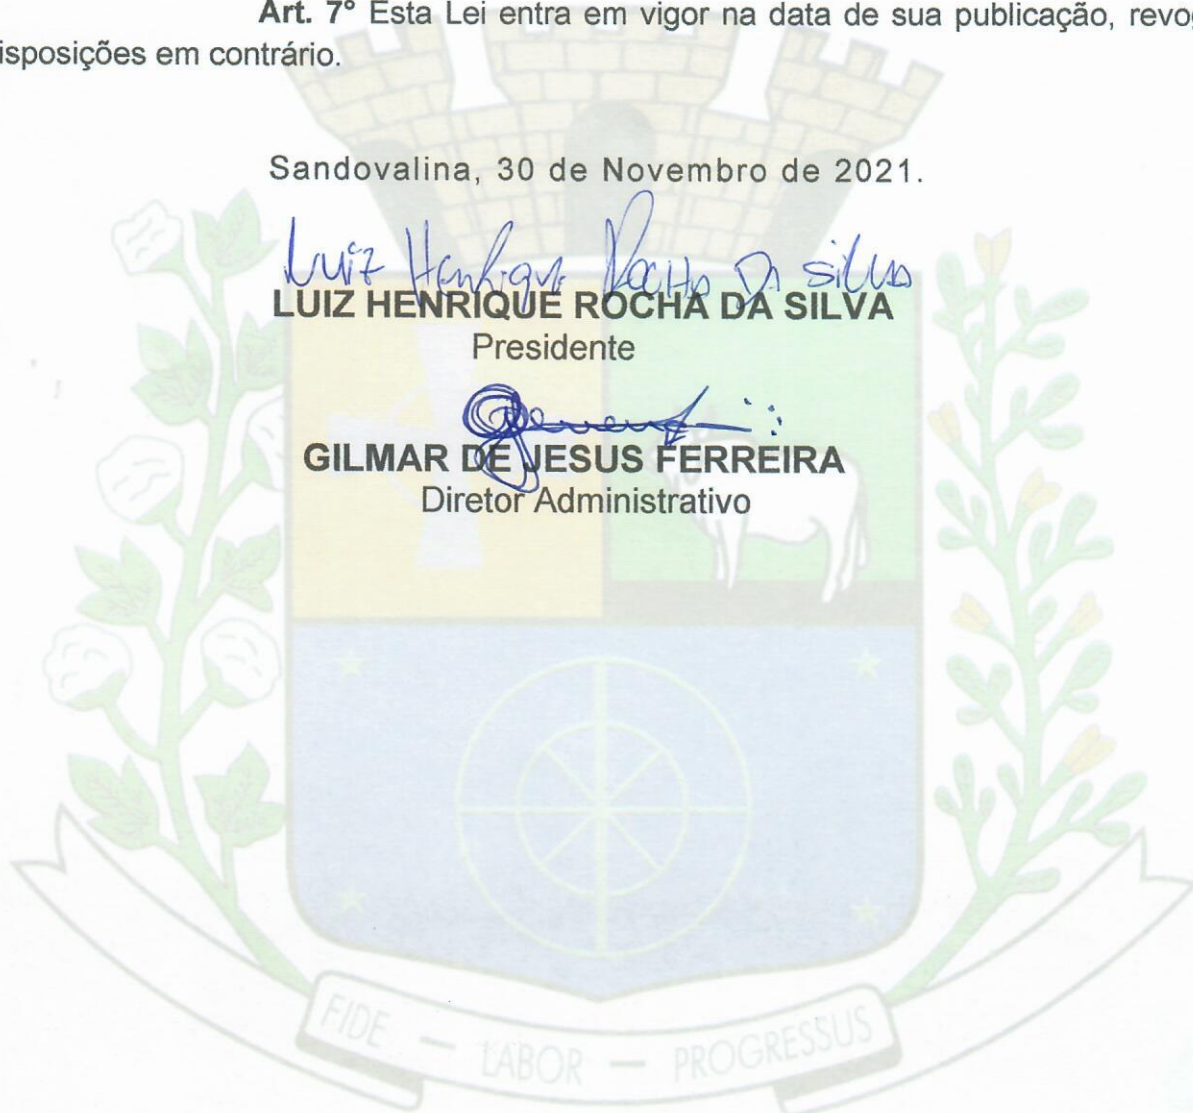 Art. 7º Esta Lei entra em vigor na data de sua publicação, revog
isposições em contrário.
Sandovalina, 30 de Novembro de 2021.
Luiz Henrique Rocha Da Silva
LUIZ HENRIQUE ROCHA DA SILVA
Presidente
GILMAR DE JESUS FERREIRA
Diretor Administrativo
FIDE — LABOR — PROGRESSUS